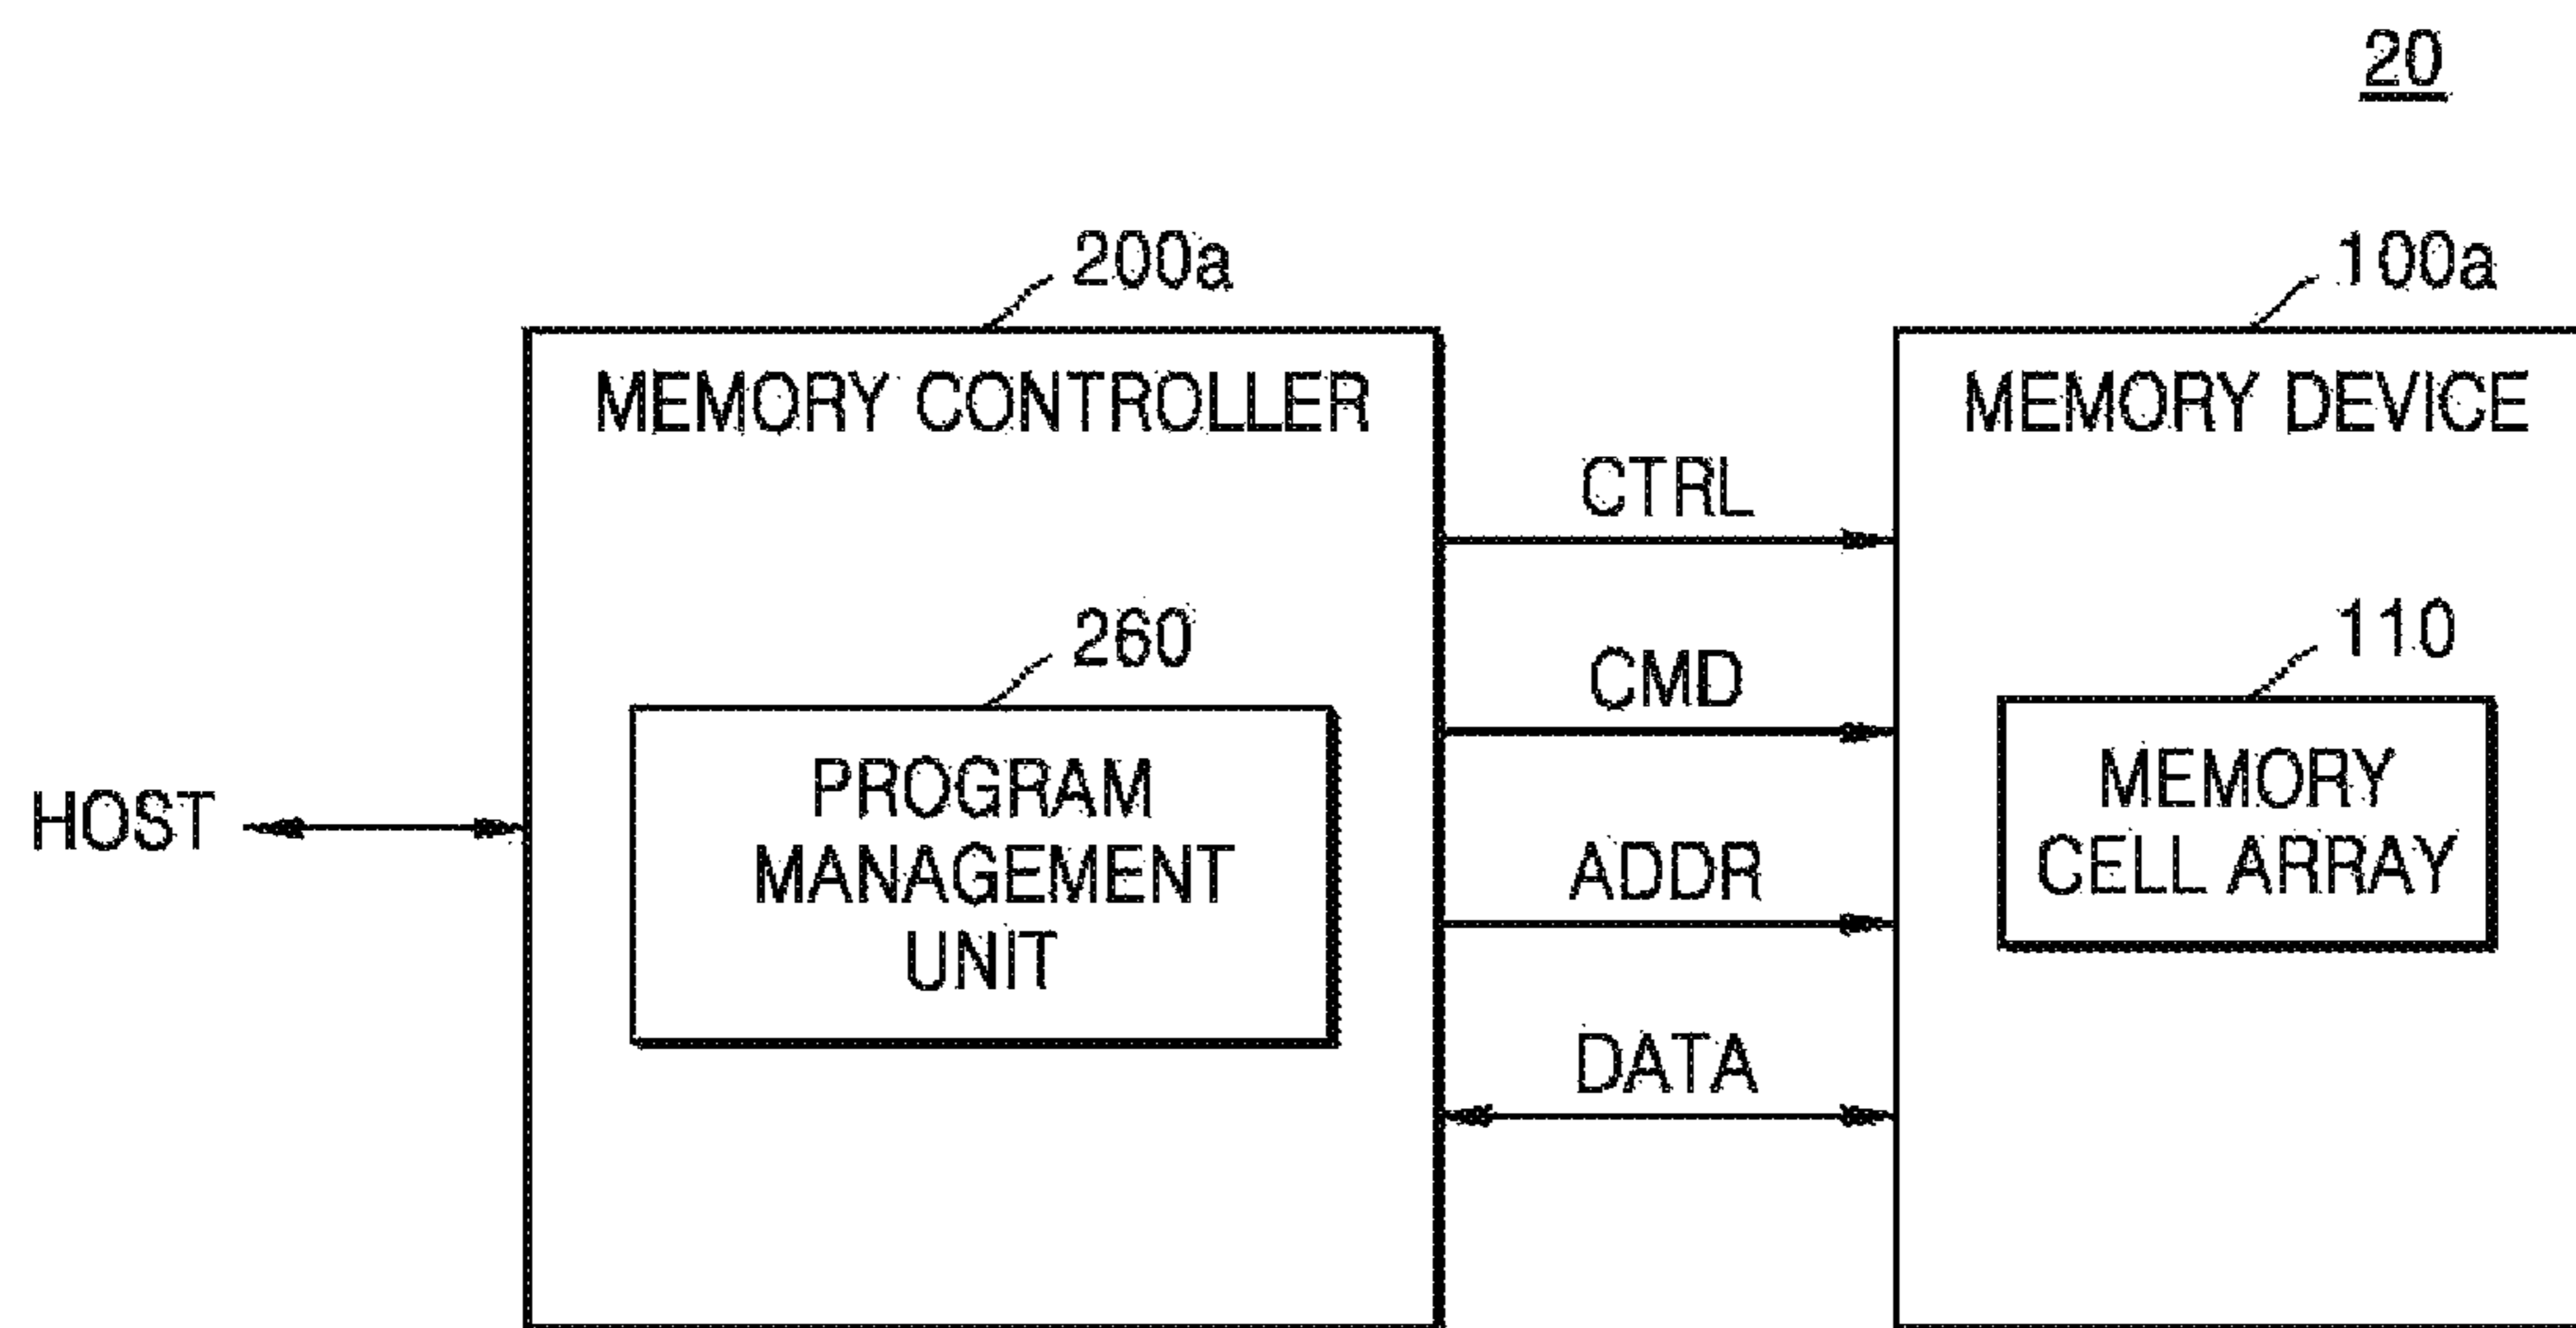 20
200a
100a
MEMORY CONTROLLER
MEMORY DEVICE
CTRL
260
110
CMD
PROGRAM
MANAGEMENT
UNIT
MEMORY
CELL ARRAY
HOST
ADDR
DATA